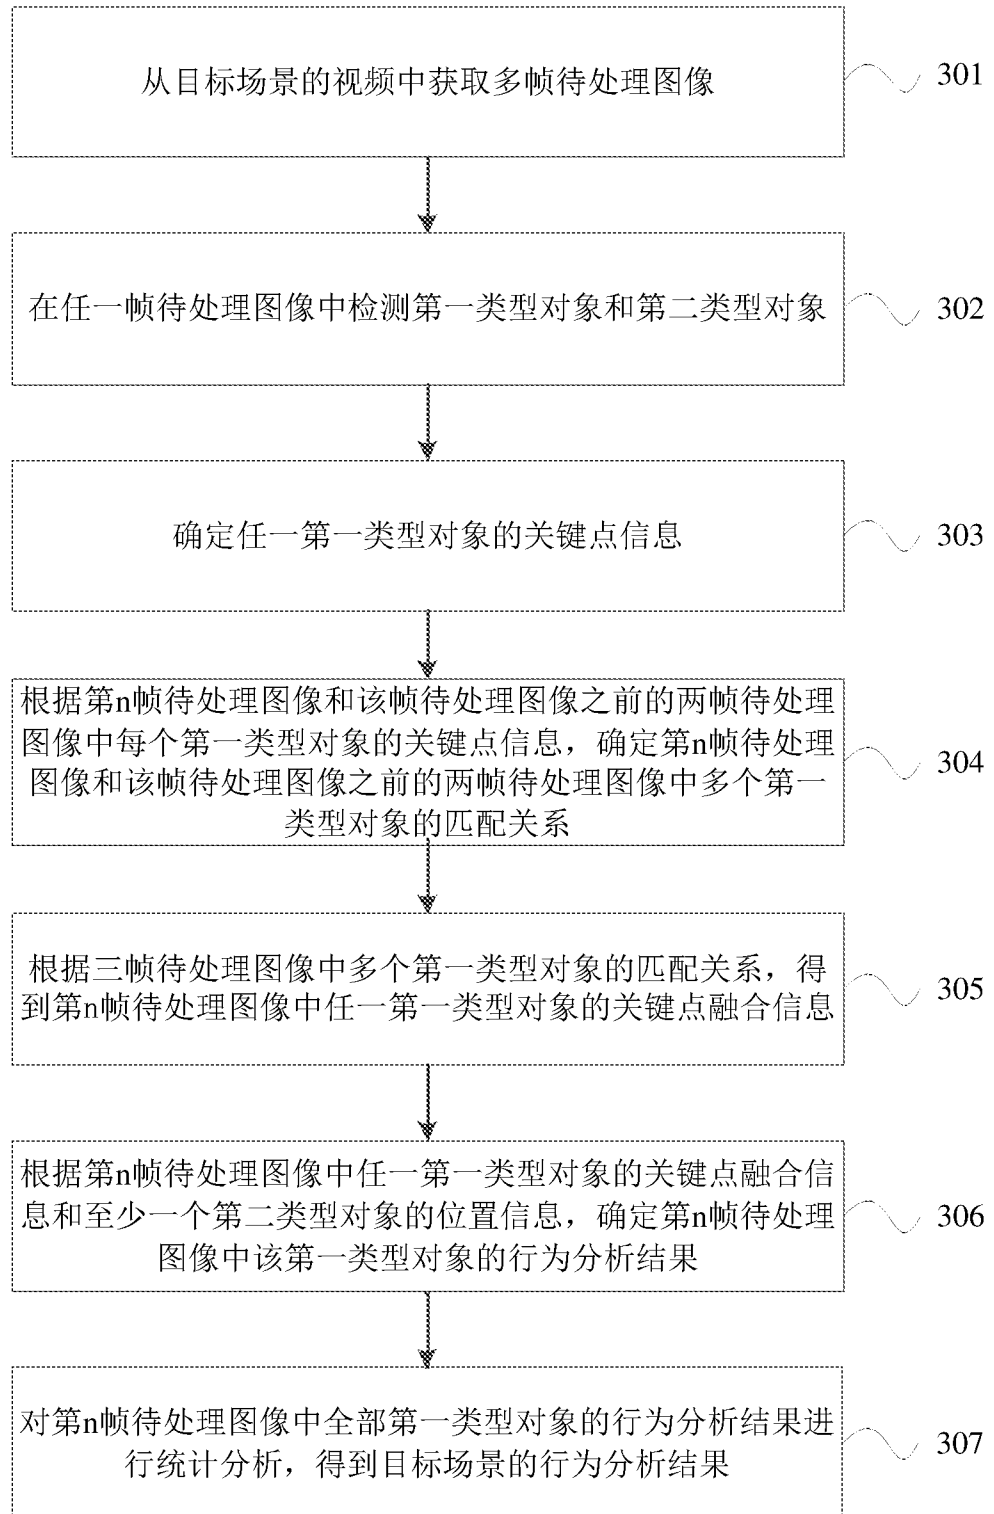 从目标场景的视频中获取多帧待处理图像
301
在任一帧待处理图像中检测第一类型对象和第二类型对象
302
确定任一第一类型对象的关键点信息
303
根据第n帧待处理图像和该帧待处理图像之前的两帧待处理
图像中每个第一类型对象的关键点信息，确定第n帧待处理
图像和该帧待处理图像之前的两帧待处理图像中多个第一
类型对象的匹配关系
304
根据三帧待处理图像中多个第一类型对象的匹配关系，得
到第n帧待处理图像中任一第一类型对象的关键点融合信息
305
根据第n帧待处理图像中任一第一类型对象的关键点融合信
息和至少一个第二类型对象的位置信息，确定第n帧待处理
图像中该第一类型对象的行为分析结果
306
对第n帧待处理图像中全部第一类型对象的行为分析结果进
行统计分析，得到目标场景的行为分析结果
307